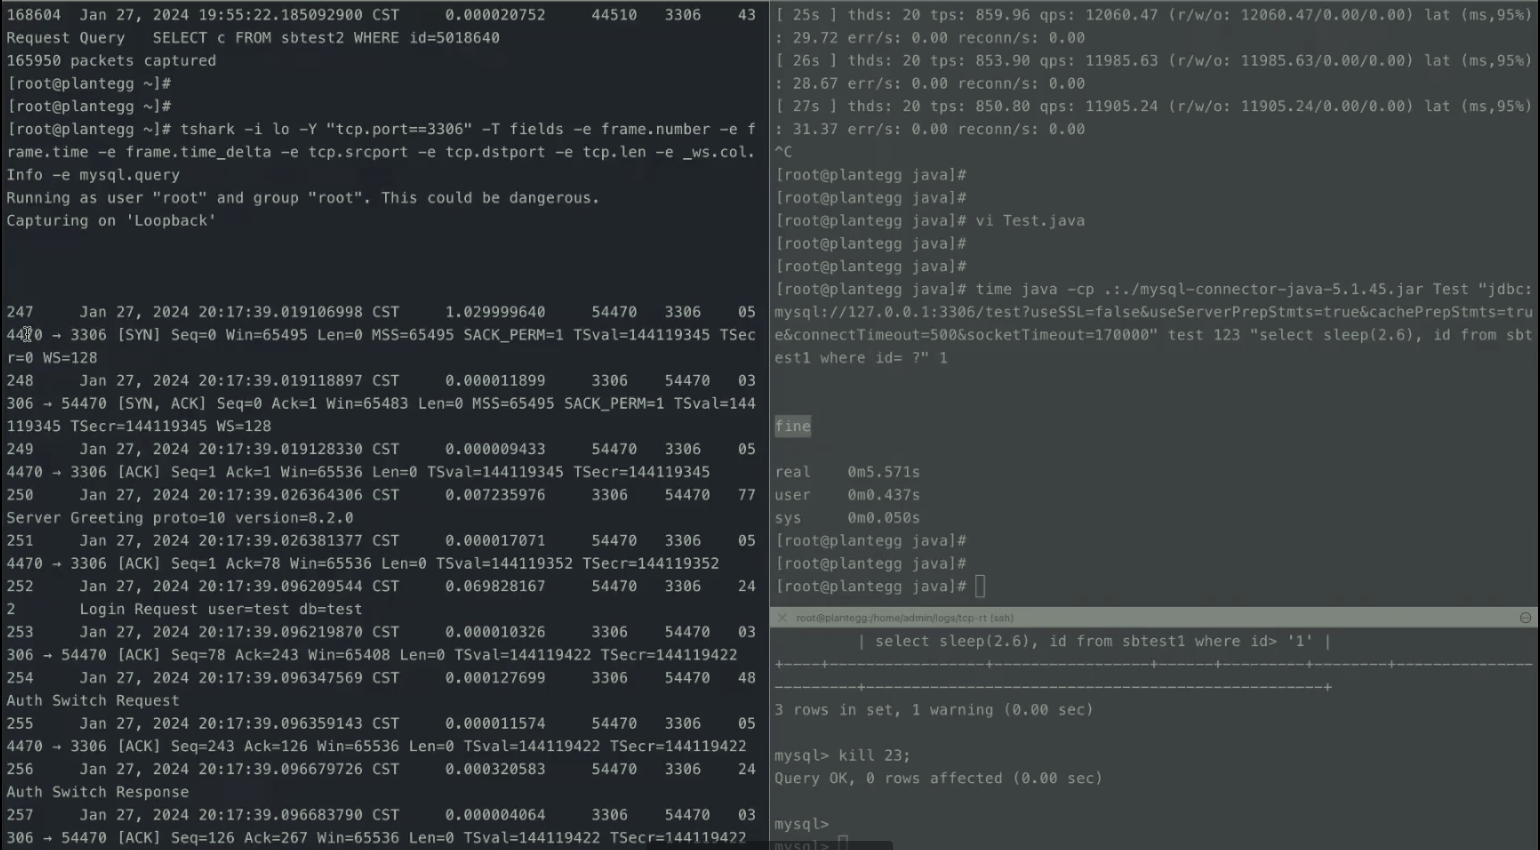 168604  Jan 27, 2024 19:55:22.185092900 CST     0.000020752     44510   3306    43
Request Query   SELECT c FROM sbtest2 WHERE id=5018640
165950 packets captured
[root@plantegg ~]#
[root@plantegg ~]#
[root@plantegg ~]# tshark -i lo -Y "tcp.port==3306" -T fields -e frame.number -e f
rame.time -e frame.time_delta -e tcp.srcport -e tcp.dstport -e tcp.len -e _ws.col.
Info -e mysql.query
Running as user "root" and group "root". This could be dangerous.
Capturing on 'Loopback'
247     Jan 27, 2024 20:17:39.019106998 CST     1.029999640     54470   3306    05
4470 → 3306 [SYN] Seq=0 Win=65495 Len=0 MSS=65495 SACK_PERM=1 TSval=144119345 TSec
r=0 WS=128
248     Jan 27, 2024 20:17:39.019118897 CST     0.000011899     3306    54470   03
306 → 54470 [SYN, ACK] Seq=0 Ack=1 Win=65483 Len=0 MSS=65495 SACK_PERM=1 TSval=144
119345 TSecr=144119345 WS=128
249     Jan 27, 2024 20:17:39.019128330 CST     0.000009433     54470   3306    05
4470 → 3306 [ACK] Seq=1 Ack=1 Win=65536 Len=0 TSval=144119345 TSecr=144119345
250     Jan 27, 2024 20:17:39.026364306 CST     0.007235976     3306    54470   77
Server Greeting proto=10 version=8.2.0
251     Jan 27, 2024 20:17:39.026381377 CST     0.000017071     54470   3306    05
4470 → 3306 [ACK] Seq=1 Ack=78 Win=65536 Len=0 TSval=144119352 TSecr=144119352
252     Jan 27, 2024 20:17:39.096209544 CST     0.069828167     54470   3306    24
2       Login Request user=test db=test
253     Jan 27, 2024 20:17:39.096219870 CST     0.000010326     3306    54470   03
306 → 54470 [ACK] Seq=78 Ack=243 Win=65408 Len=0 TSval=144119422 TSecr=144119422
254     Jan 27, 2024 20:17:39.096347569 CST     0.000127699     3306    54470   48
Auth Switch Request
255     Jan 27, 2024 20:17:39.096359143 CST     0.000011574     54470   3306    05
4470 → 3306 [ACK] Seq=243 Ack=126 Win=65536 Len=0 TSval=144119422 TSecr=144119422
256     Jan 27, 2024 20:17:39.096679726 CST     0.000320583     54470   3306    24
Auth Switch Response
257     Jan 27, 2024 20:17:39.096683790 CST     0.000004064     3306    54470   03
306 → 54470 [ACK] Seq=126 Ack=267 Win=65536 Len=0 TSval=144119422 TSecr=144119422
[ 25s ] thds: 20 tps: 859.96 qps: 12060.47 (r/w/o: 12060.47/0.00/0.00) lat (ms,95%)
: 29.72 err/s: 0.00 reconn/s: 0.00
[ 26s ] thds: 20 tps: 853.90 qps: 11985.63 (r/w/o: 11985.63/0.00/0.00) lat (ms,95%)
: 28.67 err/s: 0.00 reconn/s: 0.00
[ 27s ] thds: 20 tps: 850.80 qps: 11905.24 (r/w/o: 11905.24/0.00/0.00) lat (ms,95%)
: 31.37 err/s: 0.00 reconn/s: 0.00
^C
[root@plantegg java]#
[root@plantegg java]#
[root@plantegg java]# vi Test.java
[root@plantegg java]#
[root@plantegg java]#
[root@plantegg java]# time java -cp .:./mysql-connector-java-5.1.45.jar Test "jdbc:
mysql://127.0.0.1:3306/test?useSSL=false&useServerPrepStmts=true&cachePrepStmts=tru
e&connectTimeout=500&socketTimeout=170000" test 123 "select sleep(2.6), id from sbt
est1 where id= ?" 1
fine
real    0m5.571s
user    0m0.437s
sys     0m0.050s
[root@plantegg java]#
[root@plantegg java]#
[root@plantegg java]#
root@plantegg:/home/admin/logs/tcp-rt (ssh)
| select sleep(2.6), id from sbtest1 where id> '1' |
+----+-----------------+-----------------+------+---------+--------+---------------
---------+--------------------------------------------------+
3 rows in set, 1 warning (0.00 sec)
mysql> kill 23;
Query OK, 0 rows affected (0.00 sec)
mysql>
mysql>